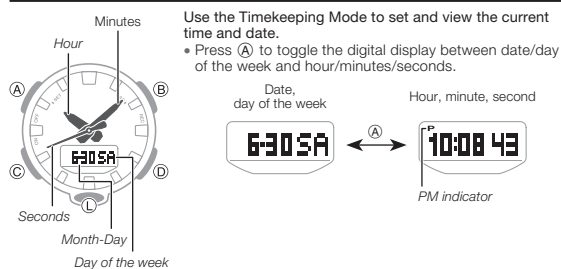 Use the Timekeeping Mode to set and view the current
time and date.
• Press Ⓐ to toggle the digital display between date/day
of the week and hour/minutes/seconds.
Minutes
Hour
Ⓐ
Ⓑ
Ⓒ
Ⓓ
Ⓛ
6-30 SA
Seconds
Month-Day
Day of the week
Date,
day of the week
6-30 SA
Ⓐ
Hour, minute, second
P
10:08 43
PM indicator